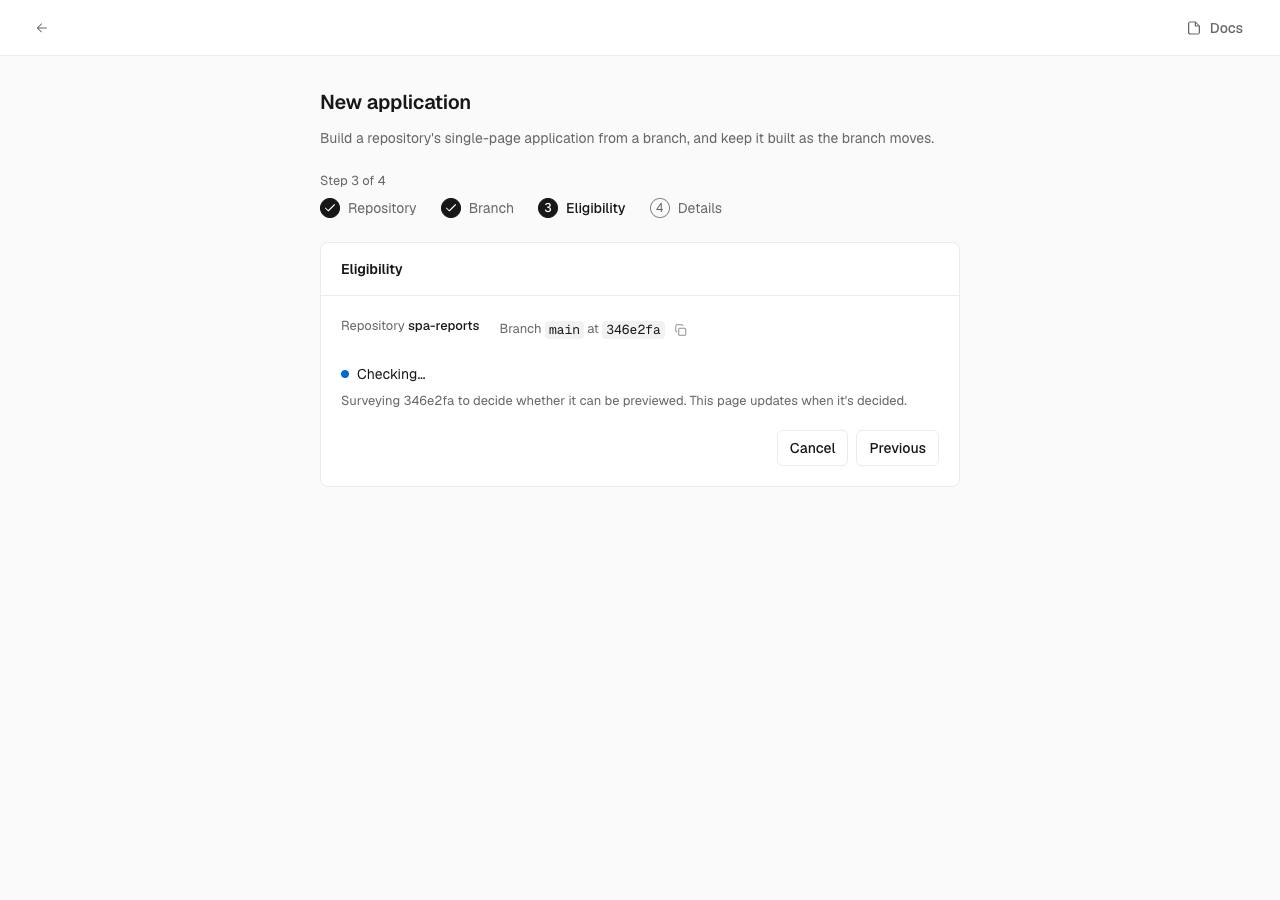 Docs
New application
Build a repository's single-page application from a branch, and keep it built as the branch moves.
Step 3 of 4
Repository Branch 3 Eligibility 4 Details
Eligibility
Repository spa-reports Branch main at 346e2fa
Checking…
Surveying 346e2fa to decide whether it can be previewed. This page updates when it's decided.
Cancel Previous